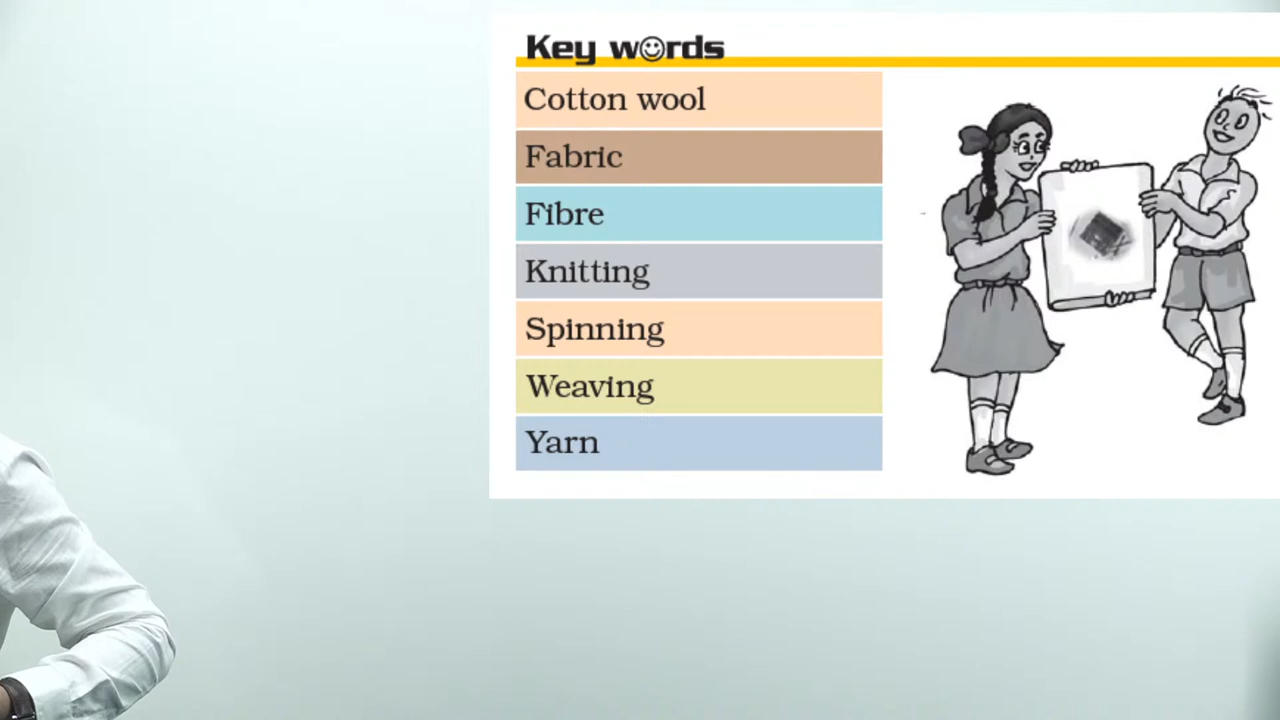 Key words
Cotton wool
Fabric
Fibre
Knitting
Spinning
Weaving
Yarn